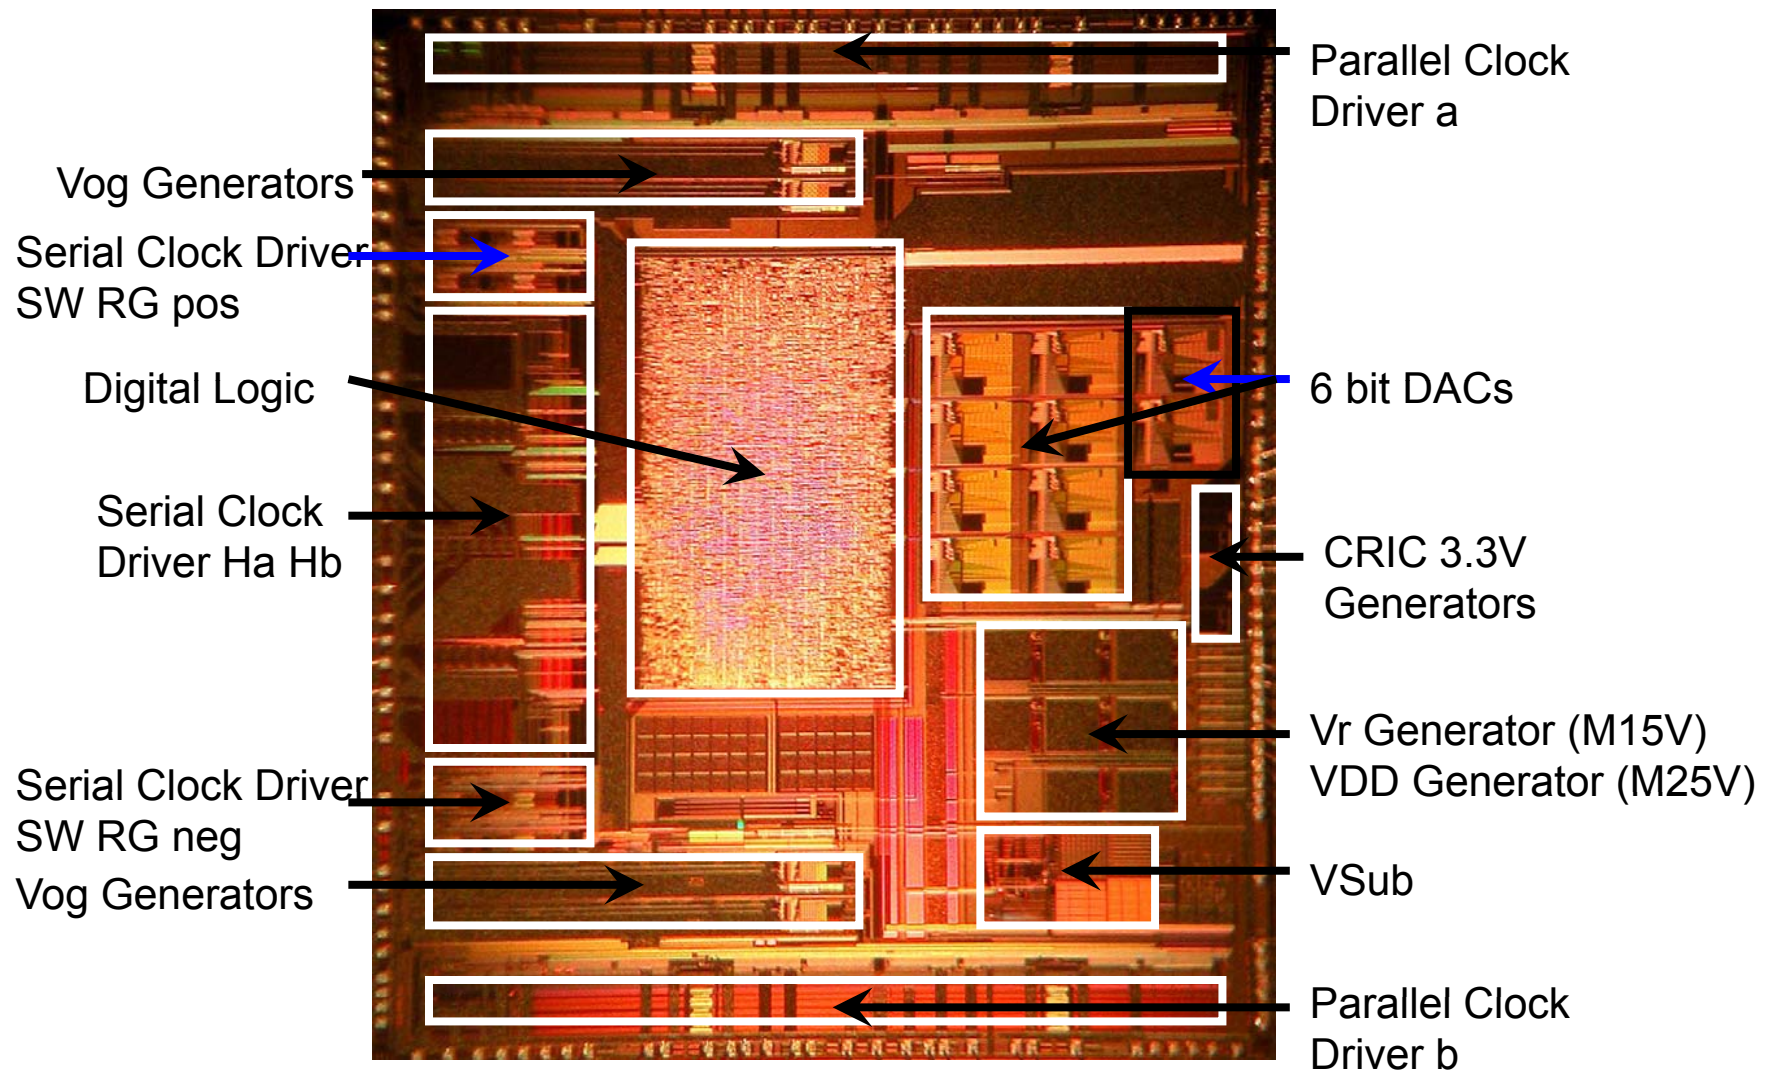 Parallel Clock
Driver a
Vog Generators
Serial Clock Driver
SW RG pos
Digital Logic
6 bit DACs
Serial Clock
Driver Ha Hb
CRIC 3.3V
Generators
Vr Generator (M15V)
VDD Generator (M25V)
Serial Clock Driver
SW RG neg
VSub
Vog Generators
Parallel Clock
Driver b